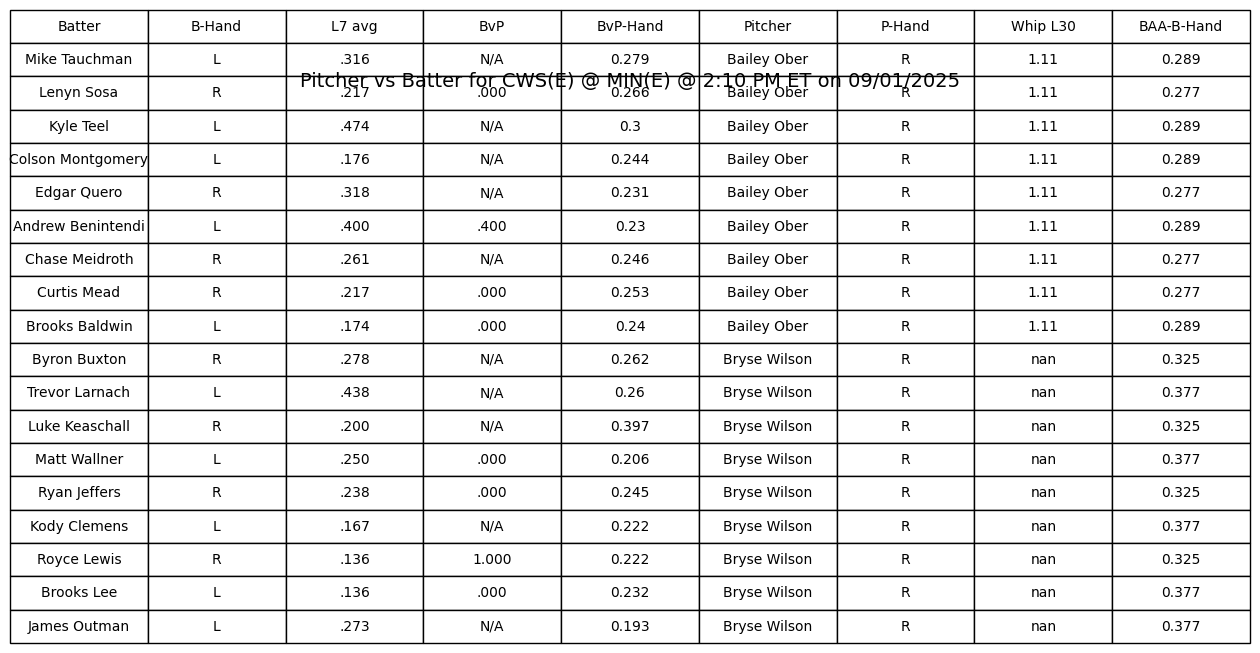 Batter B-Hand L7 avg BvP BvP-Hand Pitcher P-Hand Whip L30 BAA-B-Hand
Mike Tauchman L .316 N/A 0.279 Bailey Ober R 1.11 0.289
Pitcher vs Batter for CWS(E) @ MIN(E) @ 2:10 PM ET on 09/01/2025
Lenyn Sosa R .217 .000 0.266 Bailey Ober R 1.11 0.277
Kyle Teel L .474 N/A 0.3 Bailey Ober R 1.11 0.289
Colson Montgomery L .176 N/A 0.244 Bailey Ober R 1.11 0.289
Edgar Quero R .318 N/A 0.231 Bailey Ober R 1.11 0.277
Andrew Benintendi L .400 .400 0.23 Bailey Ober R 1.11 0.289
Chase Meidroth R .261 N/A 0.246 Bailey Ober R 1.11 0.277
Curtis Mead R .217 .000 0.253 Bailey Ober R 1.11 0.277
Brooks Baldwin L .174 .000 0.24 Bailey Ober R 1.11 0.289
Byron Buxton R .278 N/A 0.262 Bryse Wilson R nan 0.325
Trevor Larnach L .438 N/A 0.26 Bryse Wilson R nan 0.377
Luke Keaschall R .200 N/A 0.397 Bryse Wilson R nan 0.325
Matt Wallner L .250 .000 0.206 Bryse Wilson R nan 0.377
Ryan Jeffers R .238 .000 0.245 Bryse Wilson R nan 0.325
Kody Clemens L .167 N/A 0.222 Bryse Wilson R nan 0.377
Royce Lewis R .136 1.000 0.222 Bryse Wilson R nan 0.325
Brooks Lee L .136 .000 0.232 Bryse Wilson R nan 0.377
James Outman L .273 N/A 0.193 Bryse Wilson R nan 0.377